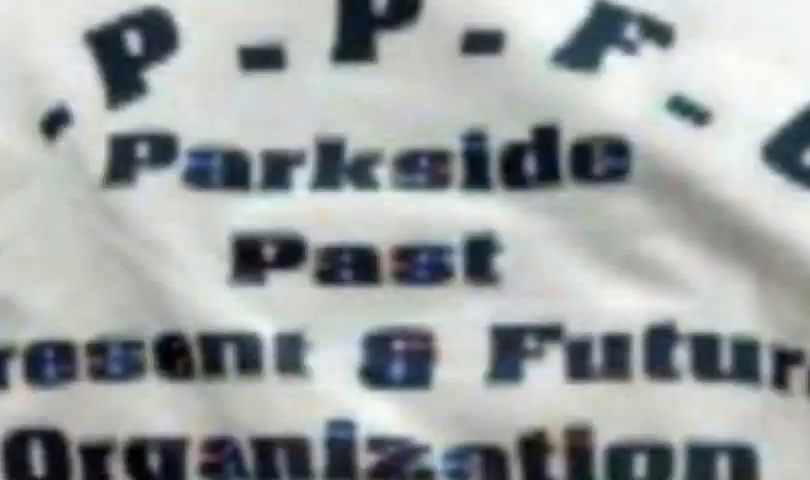 - P - P - F -
Parkside
Past
resent & Futur
Organization